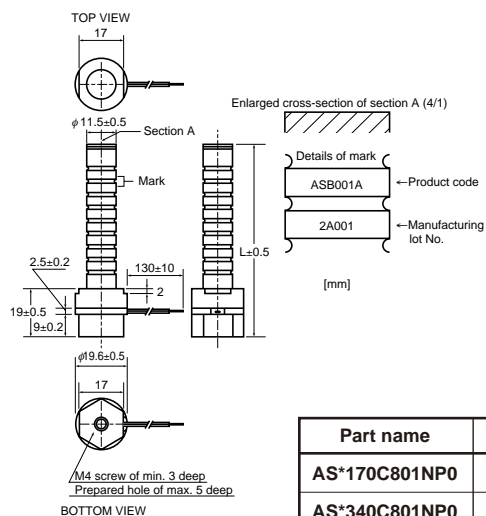 TOP VIEW
17
Enlarged cross-section of section A (4/1)
φ11.5±0.5
Section A
Details of mark
Mark
ASB001A
←Product code
2A001
←Manufacturing
lot No.
L±0.5
2.5±0.2
130±10
[mm]
2
19±0.5
9±0.2
φ19.6±0.5
17
Part name
AS*170C801NP0
M4 screw of min. 3 deep
Prepared hole of max. 5 deep
AS*340C801NP0
BOTTOM VIEW